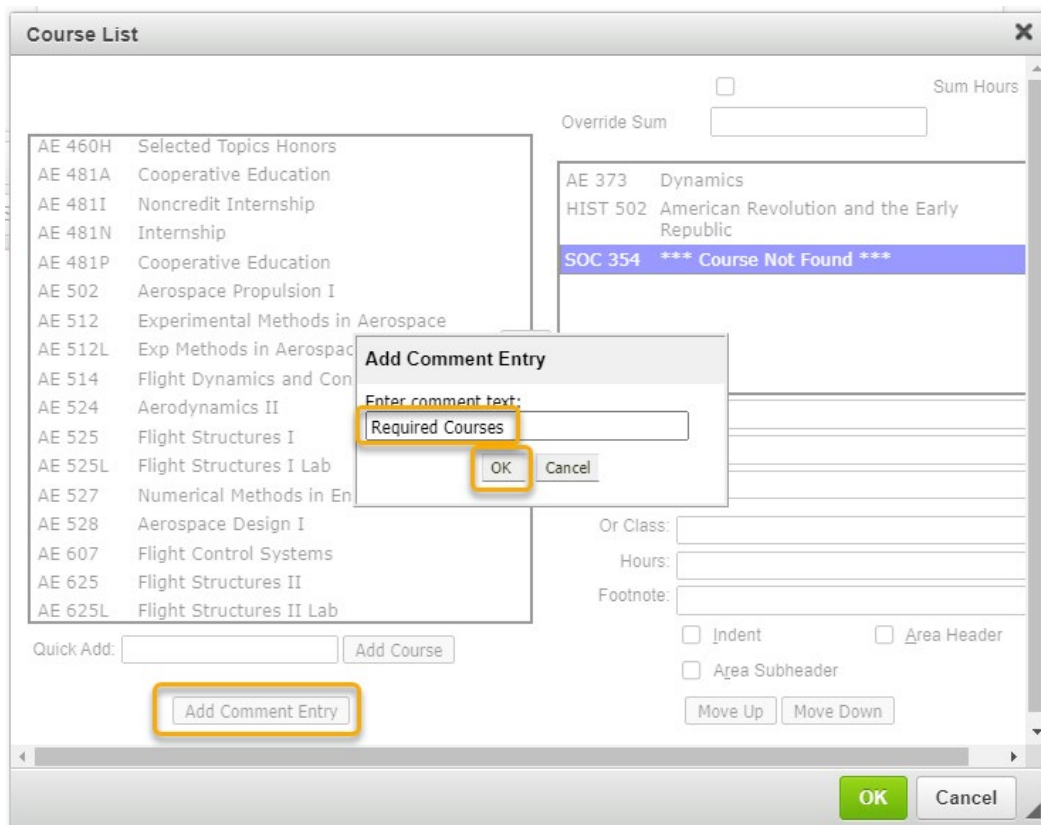 Course List
Sum Hours
Override Sum
AE 460H Selected Topics Honors
AE 481A Cooperative Education
AE 481I Noncredit Internship
AE 481N Internship
AE 481P Cooperative Education
AE 502 Aerospace Propulsion I
AE 512 Experimental Methods in Aerospace
AE 512L Exp Methods in Aerospac
AE 514 Flight Dynamics and Con
AE 524 Aerodynamics II
AE 525 Flight Structures I
AE 525L Flight Structures I Lab
AE 527 Numerical Methods in En
AE 528 Aerospace Design I
AE 607 Flight Control Systems
AE 625 Flight Structures II
AE 625L Flight Structures II Lab
AE 373 Dynamics
HIST 502 American Revolution and the Early
Republic
SOC 354 *** Course Not Found ***
Add Comment Entry
Enter comment text:
Required Courses
OK Cancel
Or Class:
Hours:
Footnote:
Indent Area Header
Area Subheader
Move Up Move Down
Quick Add: Add Course
Add Comment Entry
OK Cancel